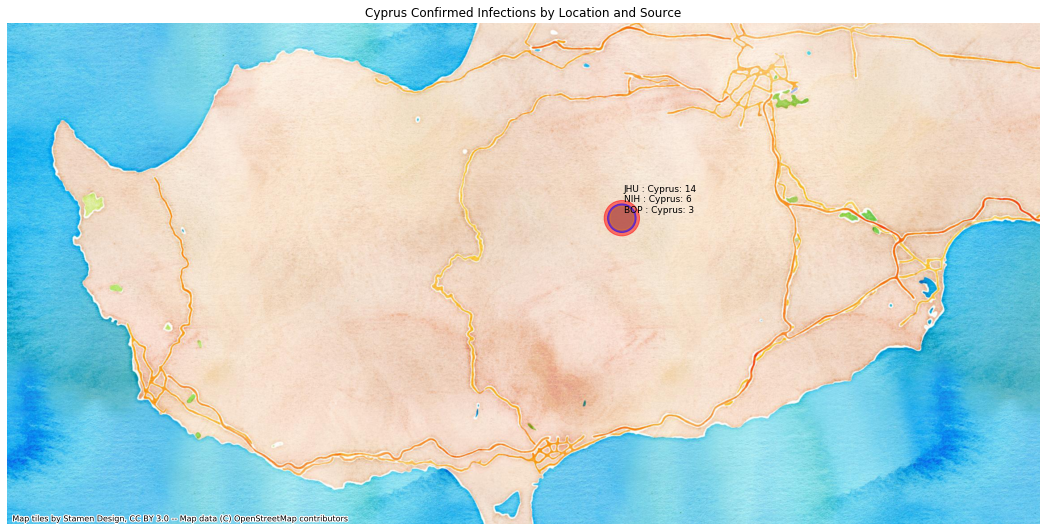 Cyprus Confirmed Infections by Location and Source
JHU : Cyprus: 14
NIH : Cyprus: 6
BOP : Cyprus: 3
Map tiles by Stamen Design, CC BY 3.0 -- Map data (C) OpenStreetMap contributors